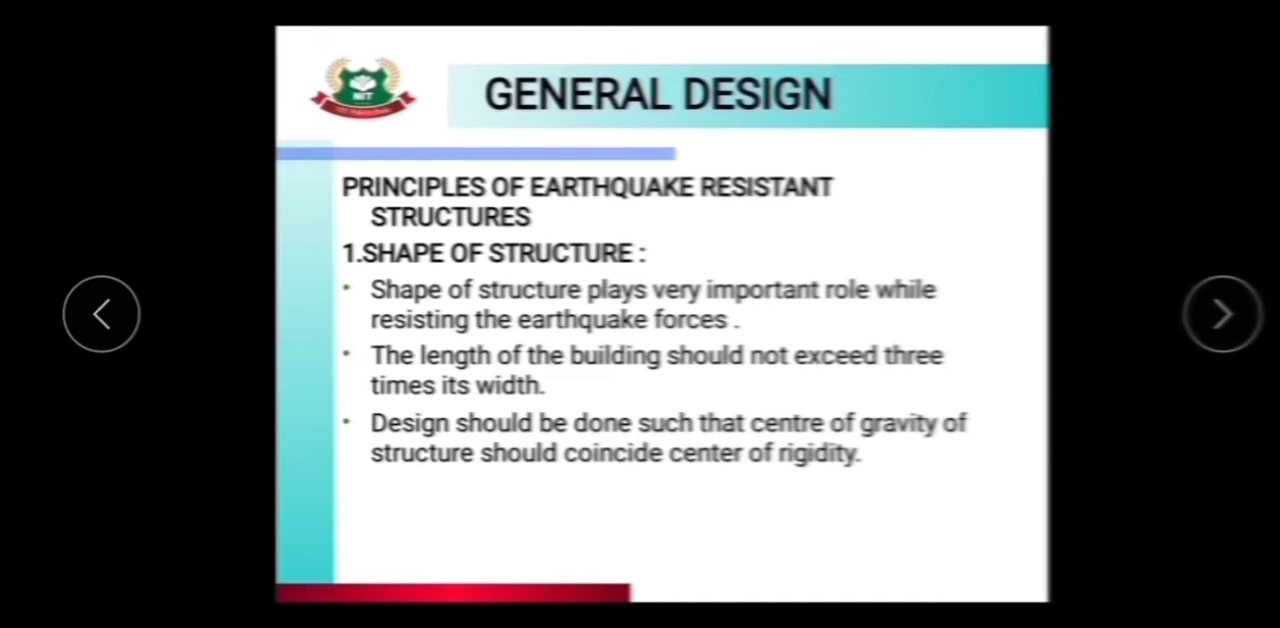 NIT
GENERAL DESIGN
PRINCIPLES OF EARTHQUAKE RESISTANT
STRUCTURES
1.SHAPE OF STRUCTURE :
• Shape of structure plays very important role while
resisting the earthquake forces .
• The length of the building should not exceed three
times its width.
• Design should be done such that centre of gravity of
structure should coincide center of rigidity.